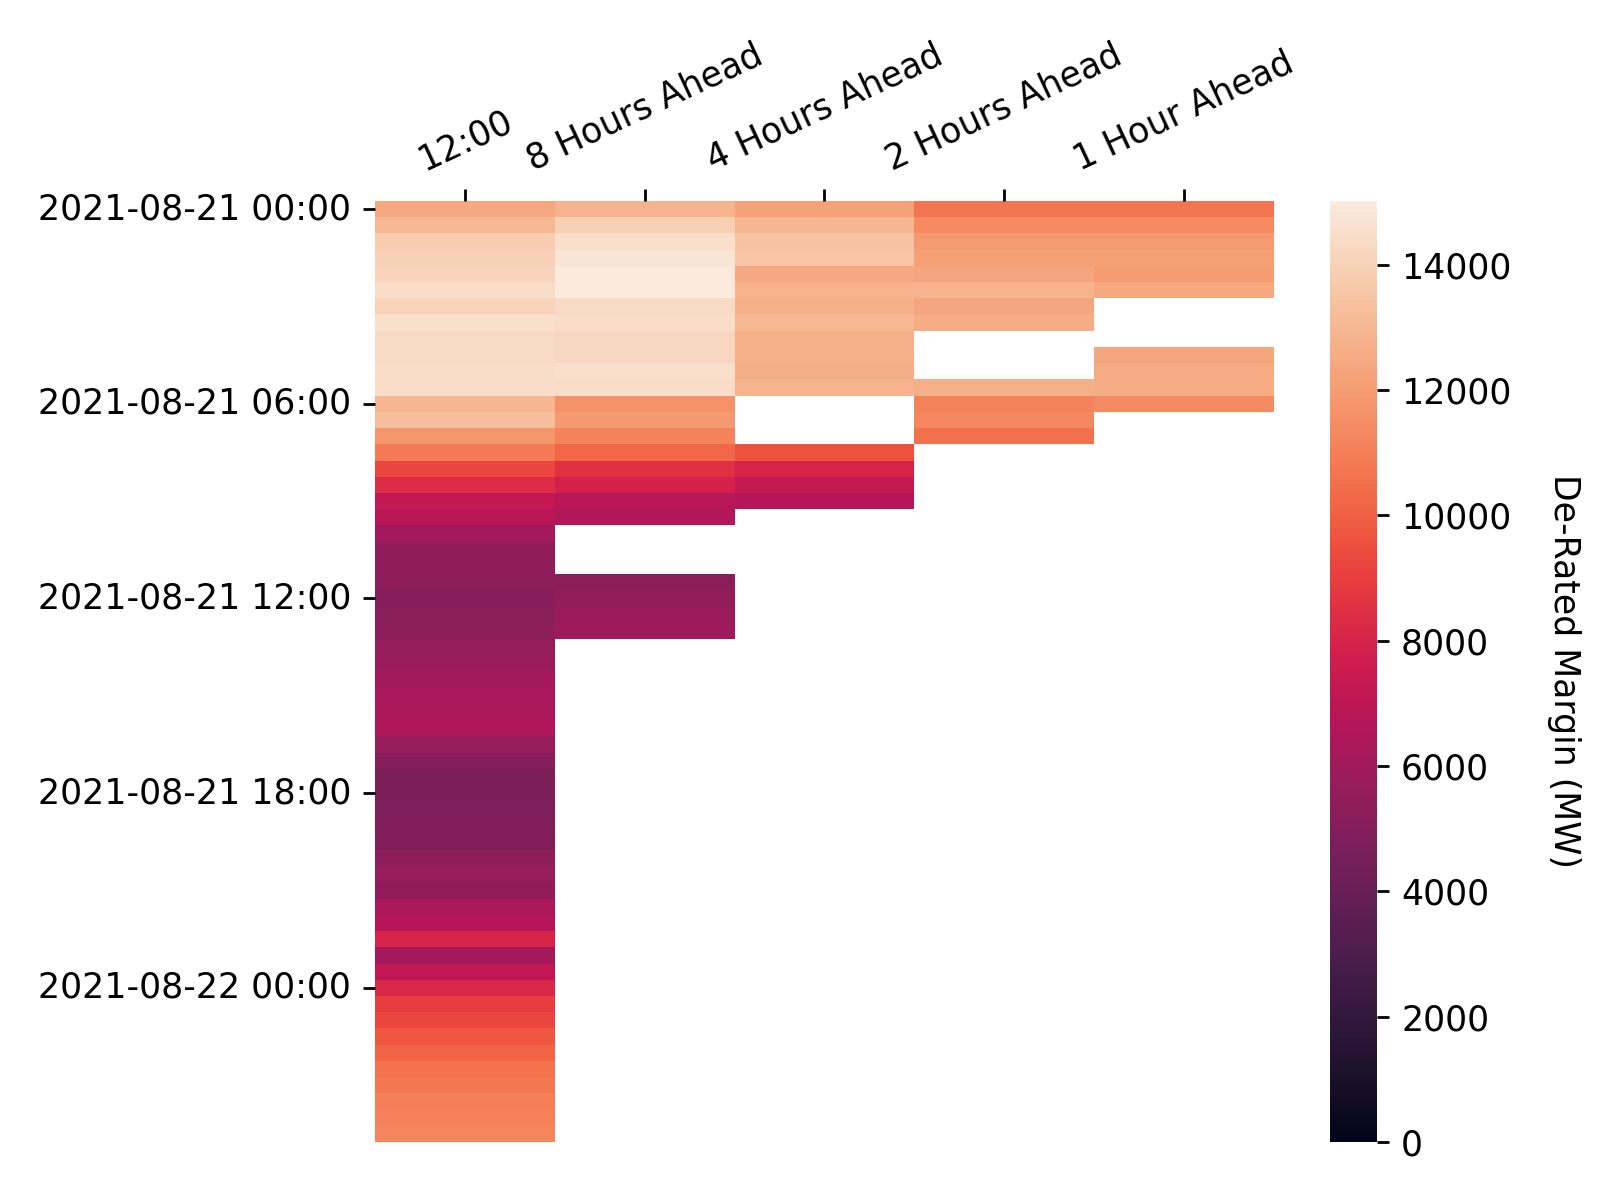 12:00
8 Hours Ahead
4 Hours Ahead
2 Hours Ahead
1 Hour Ahead
2021-08-21 00:00
2021-08-21 06:00
2021-08-21 12:00
2021-08-21 18:00
2021-08-22 00:00
14000
12000
10000
8000
6000
4000
2000
0
De-Rated Margin (MW)